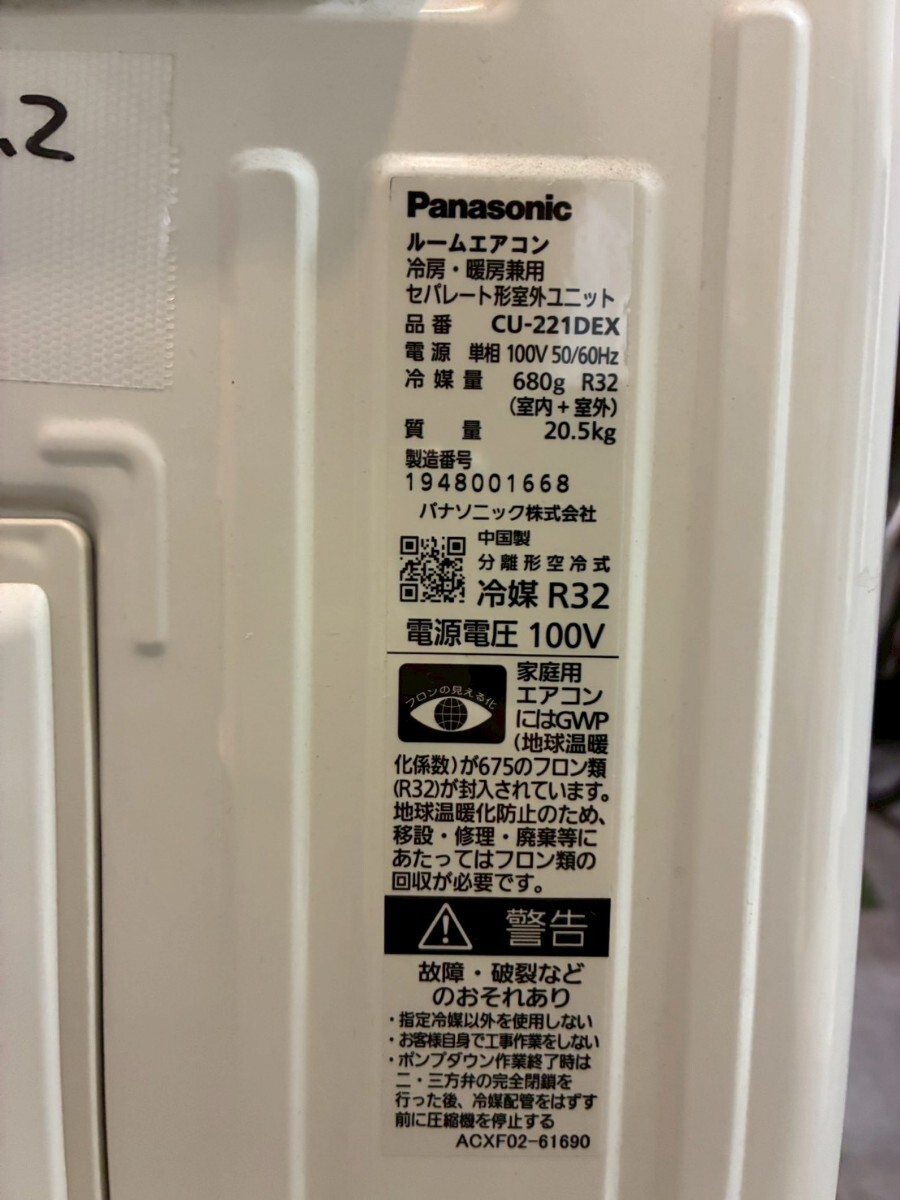 .2
Panasonic
ルームエアコン
冷房・暖房兼用
セパレート形室外ユニット
品番 CU-221DEX
電源 単相 100V 50/60Hz
冷媒量 680g R32
(室内+室外)
質量 20.5kg
製造番号
1948001668
パナソニック株式会社
中国製
分離形空冷式
冷媒 R32
電源電圧 100V
フロンの見える化
家庭用
エアコン
にはGWP
(地球温暖
化係数)が675のフロン類
(R32)が封入されています。
地球温暖化防止のため、
移設・修理・廃棄等に
あたってはフロン類の
回収が必要です。
警告
故障・破裂など
のおそれあり
・指定冷媒以外を使用しない
・お客様自身で工事作業をしない
・ポンプダウン作業終了時は
二・三方弁の完全閉鎖を
行った後、冷媒配管をはずす
前に圧縮機を停止する
ACXF02-61690